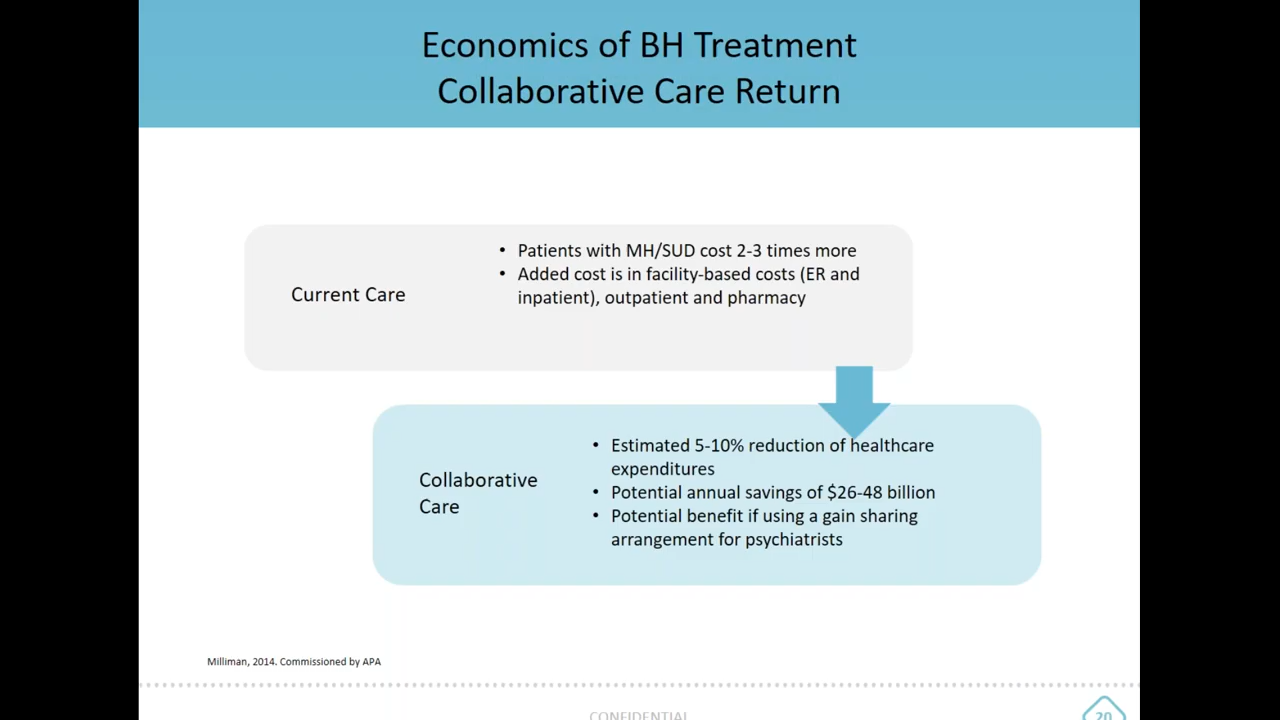 Economics of BH Treatment
Collaborative Care Return
Current Care
• Patients with MH/SUD cost 2-3 times more
• Added cost is in facility-based costs (ER and
inpatient), outpatient and pharmacy
Collaborative
Care
• Estimated 5-10% reduction of healthcare
expenditures
• Potential annual savings of $26-48 billion
• Potential benefit if using a gain sharing
arrangement for psychiatrists
Milliman, 2014. Commissioned by APA
CONFIDENTIAL
20